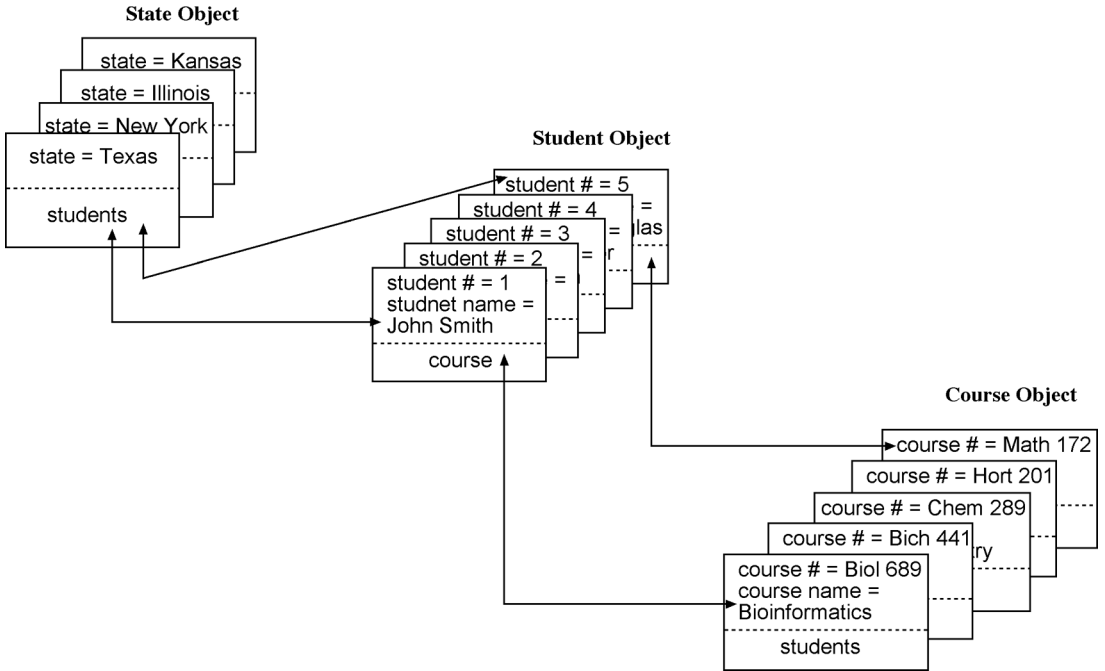 State Object
state = Kansas
state = Illinois
state = New York
state = Texas
students
Student Object
student # = 5
=
glas
student # = 4
=
r
student # = 3
=
student # = 2
=
student # = 1
studnet name =
John Smith
course
Course Object
course # = Math 172
course # = Hort 201
course # = Chem 289
course # = Bich 441
try
course # = Biol 689
course name =
Bioinformatics
students